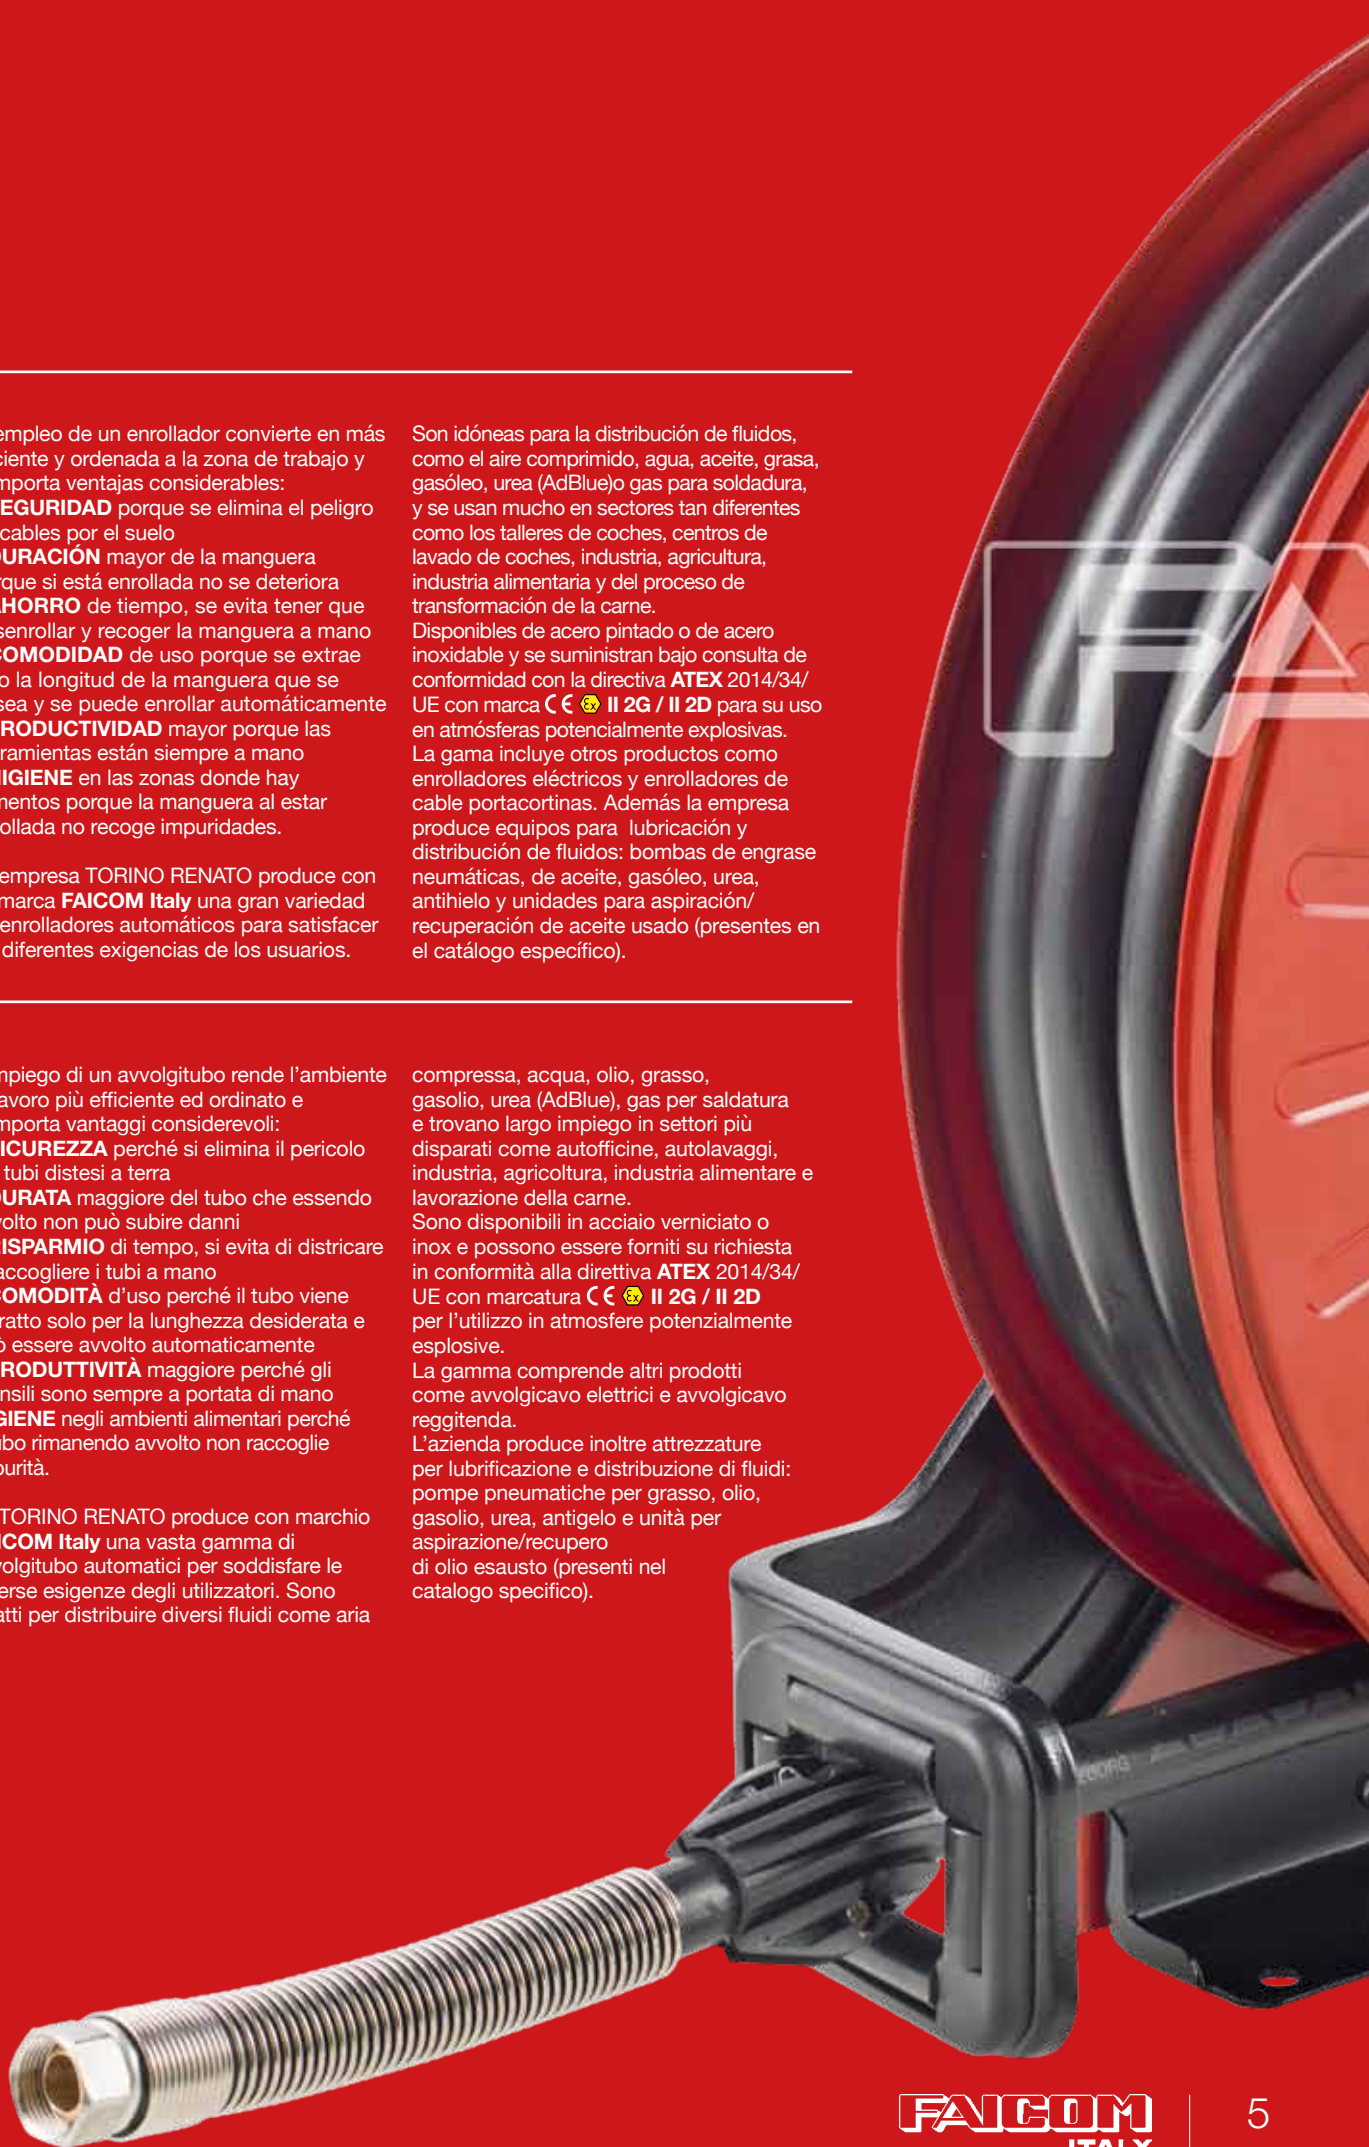 empleo de un enrollador convierte en más
ciente y ordenada a la zona de trabajo y
mporta ventajas considerables:
EGURIDAD porque se elimina el peligro
cables por el suelo
DURACIÓN mayor de la manguera
rque si está enrollada no se deteriora
AHORRO de tiempo, se evita tener que
senrollar y recoger la manguera a mano
COMODIDAD de uso porque se extrae
o la longitud de la manguera que se
sea y se puede enrollar automáticamente
RODUCTIVIDAD mayor porque las
rramientas están siempre a mano
HIGIENE en las zonas donde hay
mentos porque la manguera al estar
ollada no recoge impuridades.
empresa TORINO RENATO produce con
marca FAICOM Italy una gran variedad
enrolladores automáticos para satisfacer
diferentes exigencias de los usuarios.
Son idóneas para la distribución de fluidos,
como el aire comprimido, agua, aceite, grasa,
gasóleo, urea (AdBlue)o gas para soldadura,
y se usan mucho en sectores tan diferentes
como los talleres de coches, centros de
lavado de coches, industria, agricultura,
industria alimentaria y del proceso de
transformación de la carne.
Disponibles de acero pintado o de acero
inoxidable y se suministran bajo consulta de
conformidad con la directiva ATEX 2014/34/
UE con marca CE Ex II 2G / II 2D para su uso
en atmósferas potencialmente explosivas.
La gama incluye otros productos como
enrolladores eléctricos y enrolladores de
cable portacortinas. Además la empresa
produce equipos para lubricación y
distribución de fluidos: bombas de engrase
neumáticas, de aceite, gasóleo, urea,
antihielo y unidades para aspiración/
recuperación de aceite usado (presentes en
el catálogo específico).
mpiego di un avvolgitubo rende l'ambiente
avoro più efficiente ed ordinato e
mporta vantaggi considerevoli:
ICUREZZA perché si elimina il pericolo
tubi distesi a terra
DURATA maggiore del tubo che essendo
volto non può subire danni
RISPARMIO di tempo, si evita di districare
accogliere i tubi a mano
COMODITÀ d'uso perché il tubo viene
ratto solo per la lunghezza desiderata e
ò essere avvolto automaticamente
RODUTTIVITÀ maggiore perché gli
nsili sono sempre a portata di mano
GIENE negli ambienti alimentari perché
ubo rimanendo avvolto non raccoglie
purità.
TORINO RENATO produce con marchio
ICOM Italy una vasta gamma di
volgitubo automatici per soddisfare le
erse esigenze degli utilizzatori. Sono
atti per distribuire diversi fluidi come aria
compressa, acqua, olio, grasso,
gasolio, urea (AdBlue), gas per saldatura
e trovano largo impiego in settori più
disparati come autofficine, autolavaggi,
industria, agricoltura, industria alimentare e
lavorazione della carne.
Sono disponibili in acciaio verniciato o
inox e possono essere forniti su richiesta
in conformità alla direttiva ATEX 2014/34/
UE con marcatura CE Ex II 2G / II 2D
per l'utilizzo in atmosfere potenzialmente
esplosive.
La gamma comprende altri prodotti
come avvolgicavo elettrici e avvolgicavo
reggitenda.
L'azienda produce inoltre attrezzature
per lubrificazione e distribuzione di fluidi:
pompe pneumatiche per grasso, olio,
gasolio, urea, antigelo e unità per
aspirazione/recupero
di olio esausto (presenti nel
catalogo specifico).
FA
FAICOM
ITALY
5